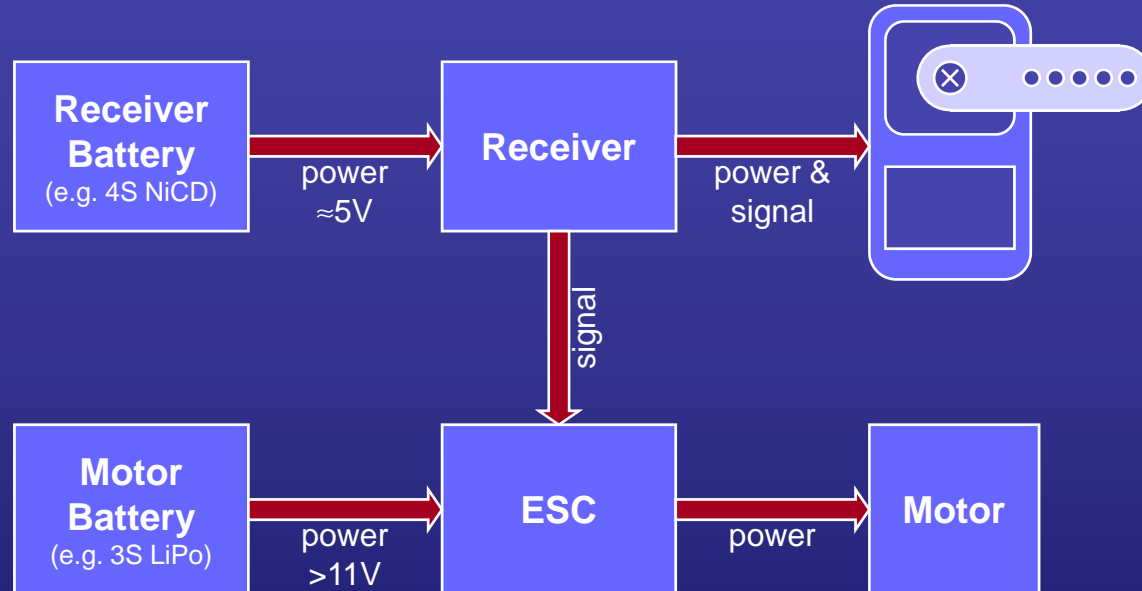 Receiver
Battery
(e.g. 4S NiCD)
power
≈5V
Receiver
power &
signal
signal
Motor
Battery
(e.g. 3S LiPo)
power
>11V
ESC
power
Motor